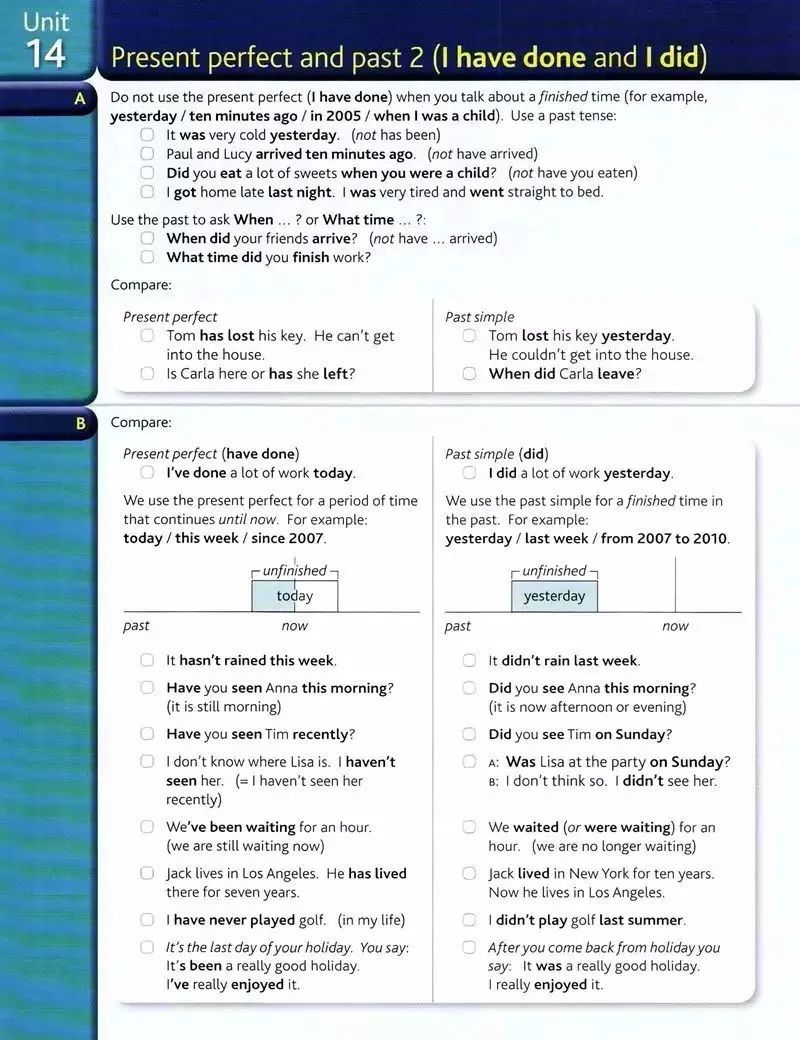 Unit
14
Present perfect and past 2 (I have done and I did)
A
Do not use the present perfect (I have done) when you talk about a finished time (for example,
yesterday / ten minutes ago / in 2005 / when I was a child). Use a past tense:
It was very cold yesterday. (not has been)
Paul and Lucy arrived ten minutes ago. (not have arrived)
Did you eat a lot of sweets when you were a child? (not have you eaten)
I got home late last night. I was very tired and went straight to bed.
Use the past to ask When ... ? or What time ... ?:
When did your friends arrive? (not have ... arrived)
What time did you finish work?
Compare:
Present perfect
Tom has lost his key. He can't get
into the house.
Is Carla here or has she left?
Past simple
Tom lost his key yesterday.
He couldn't get into the house.
When did Carla leave?
B
Compare:
Present perfect (have done)
I've done a lot of work today.
We use the present perfect for a period of time
that continues until now. For example:
today / this week / since 2007.
unfinished
today
past now
It hasn't rained this week.
Have you seen Anna this morning?
(it is still morning)
Have you seen Tim recently?
I don't know where Lisa is. I haven't
seen her. (= I haven't seen her
recently)
We've been waiting for an hour.
(we are still waiting now)
Jack lives in Los Angeles. He has lived
there for seven years.
I have never played golf. (in my life)
It's the last day of your holiday. You say:
It's been a really good holiday.
I've really enjoyed it.
Past simple (did)
I did a lot of work yesterday.
We use the past simple for a finished time in
the past. For example:
yesterday / last week / from 2007 to 2010.
unfinished
yesterday
past now
It didn't rain last week.
Did you see Anna this morning?
(it is now afternoon or evening)
Did you see Tim on Sunday?
A: Was Lisa at the party on Sunday?
B: I don't think so. I didn't see her.
We waited (or were waiting) for an
hour. (we are no longer waiting)
Jack lived in New York for ten years.
Now he lives in Los Angeles.
I didn't play golf last summer.
After you come back from holiday you
say: It was a really good holiday.
I really enjoyed it.